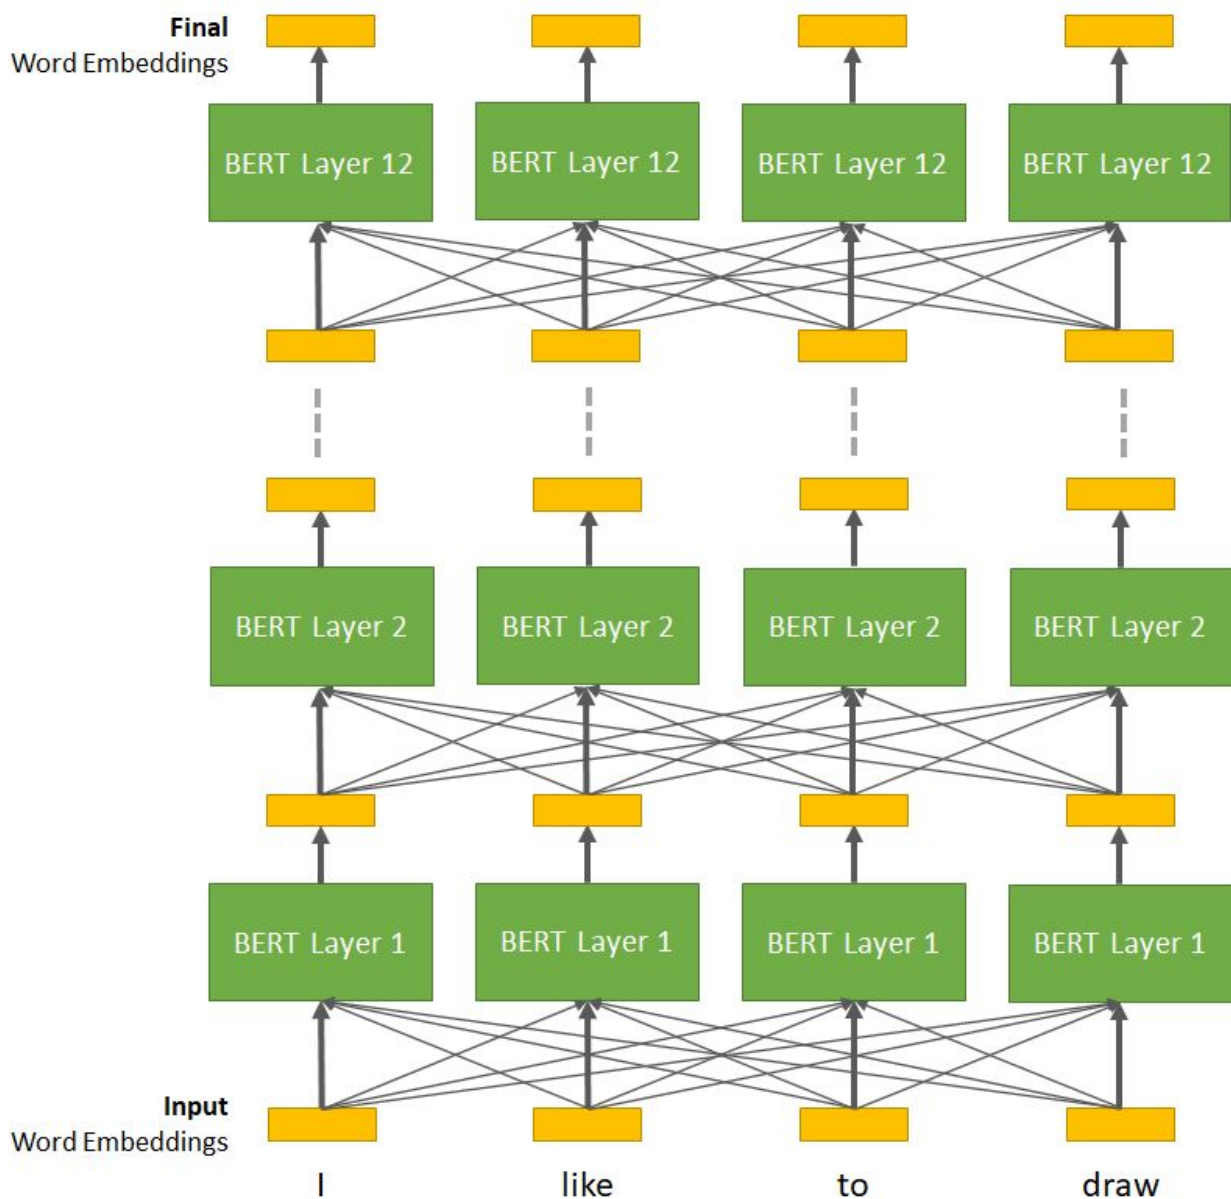 Final
Word Embeddings
BERT Layer 12 BERT Layer 12 BERT Layer 12 BERT Layer 12
BERT Layer 2 BERT Layer 2 BERT Layer 2 BERT Layer 2
BERT Layer 1 BERT Layer 1 BERT Layer 1 BERT Layer 1
Input
Word Embeddings
I like to draw